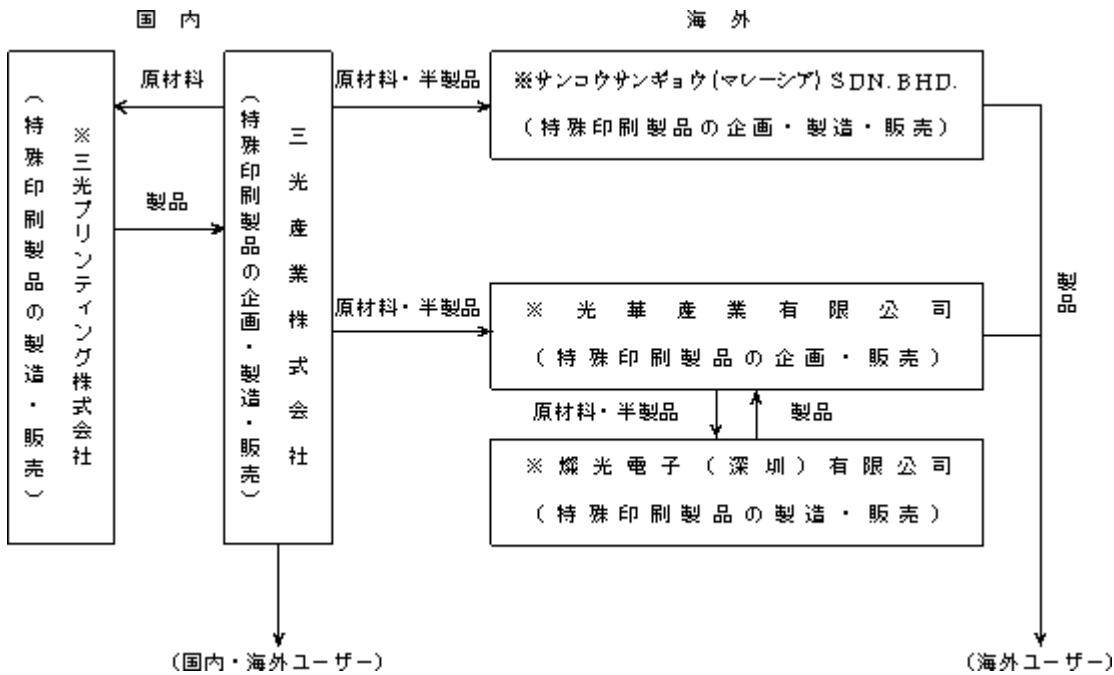 国内
海外
原材料
原材料・半製品
※サンコウサンギョウ(マレーシア) SDN. BHD.
(特殊印刷製品の企画・製造・販売)
※三光プリンティング株式会社
(特殊印刷製品の製造・販売)
製品
三光産業株式会社
(特殊印刷製品の企画・製造・販売)
製品
原材料・半製品
※光華産業有限公司
(特殊印刷製品の企画・販売)
原材料・半製品
製品
※燦光電子(深圳)有限公司
(特殊印刷製品の製造・販売)
(国内・海外ユーザー)
(海外ユーザー)